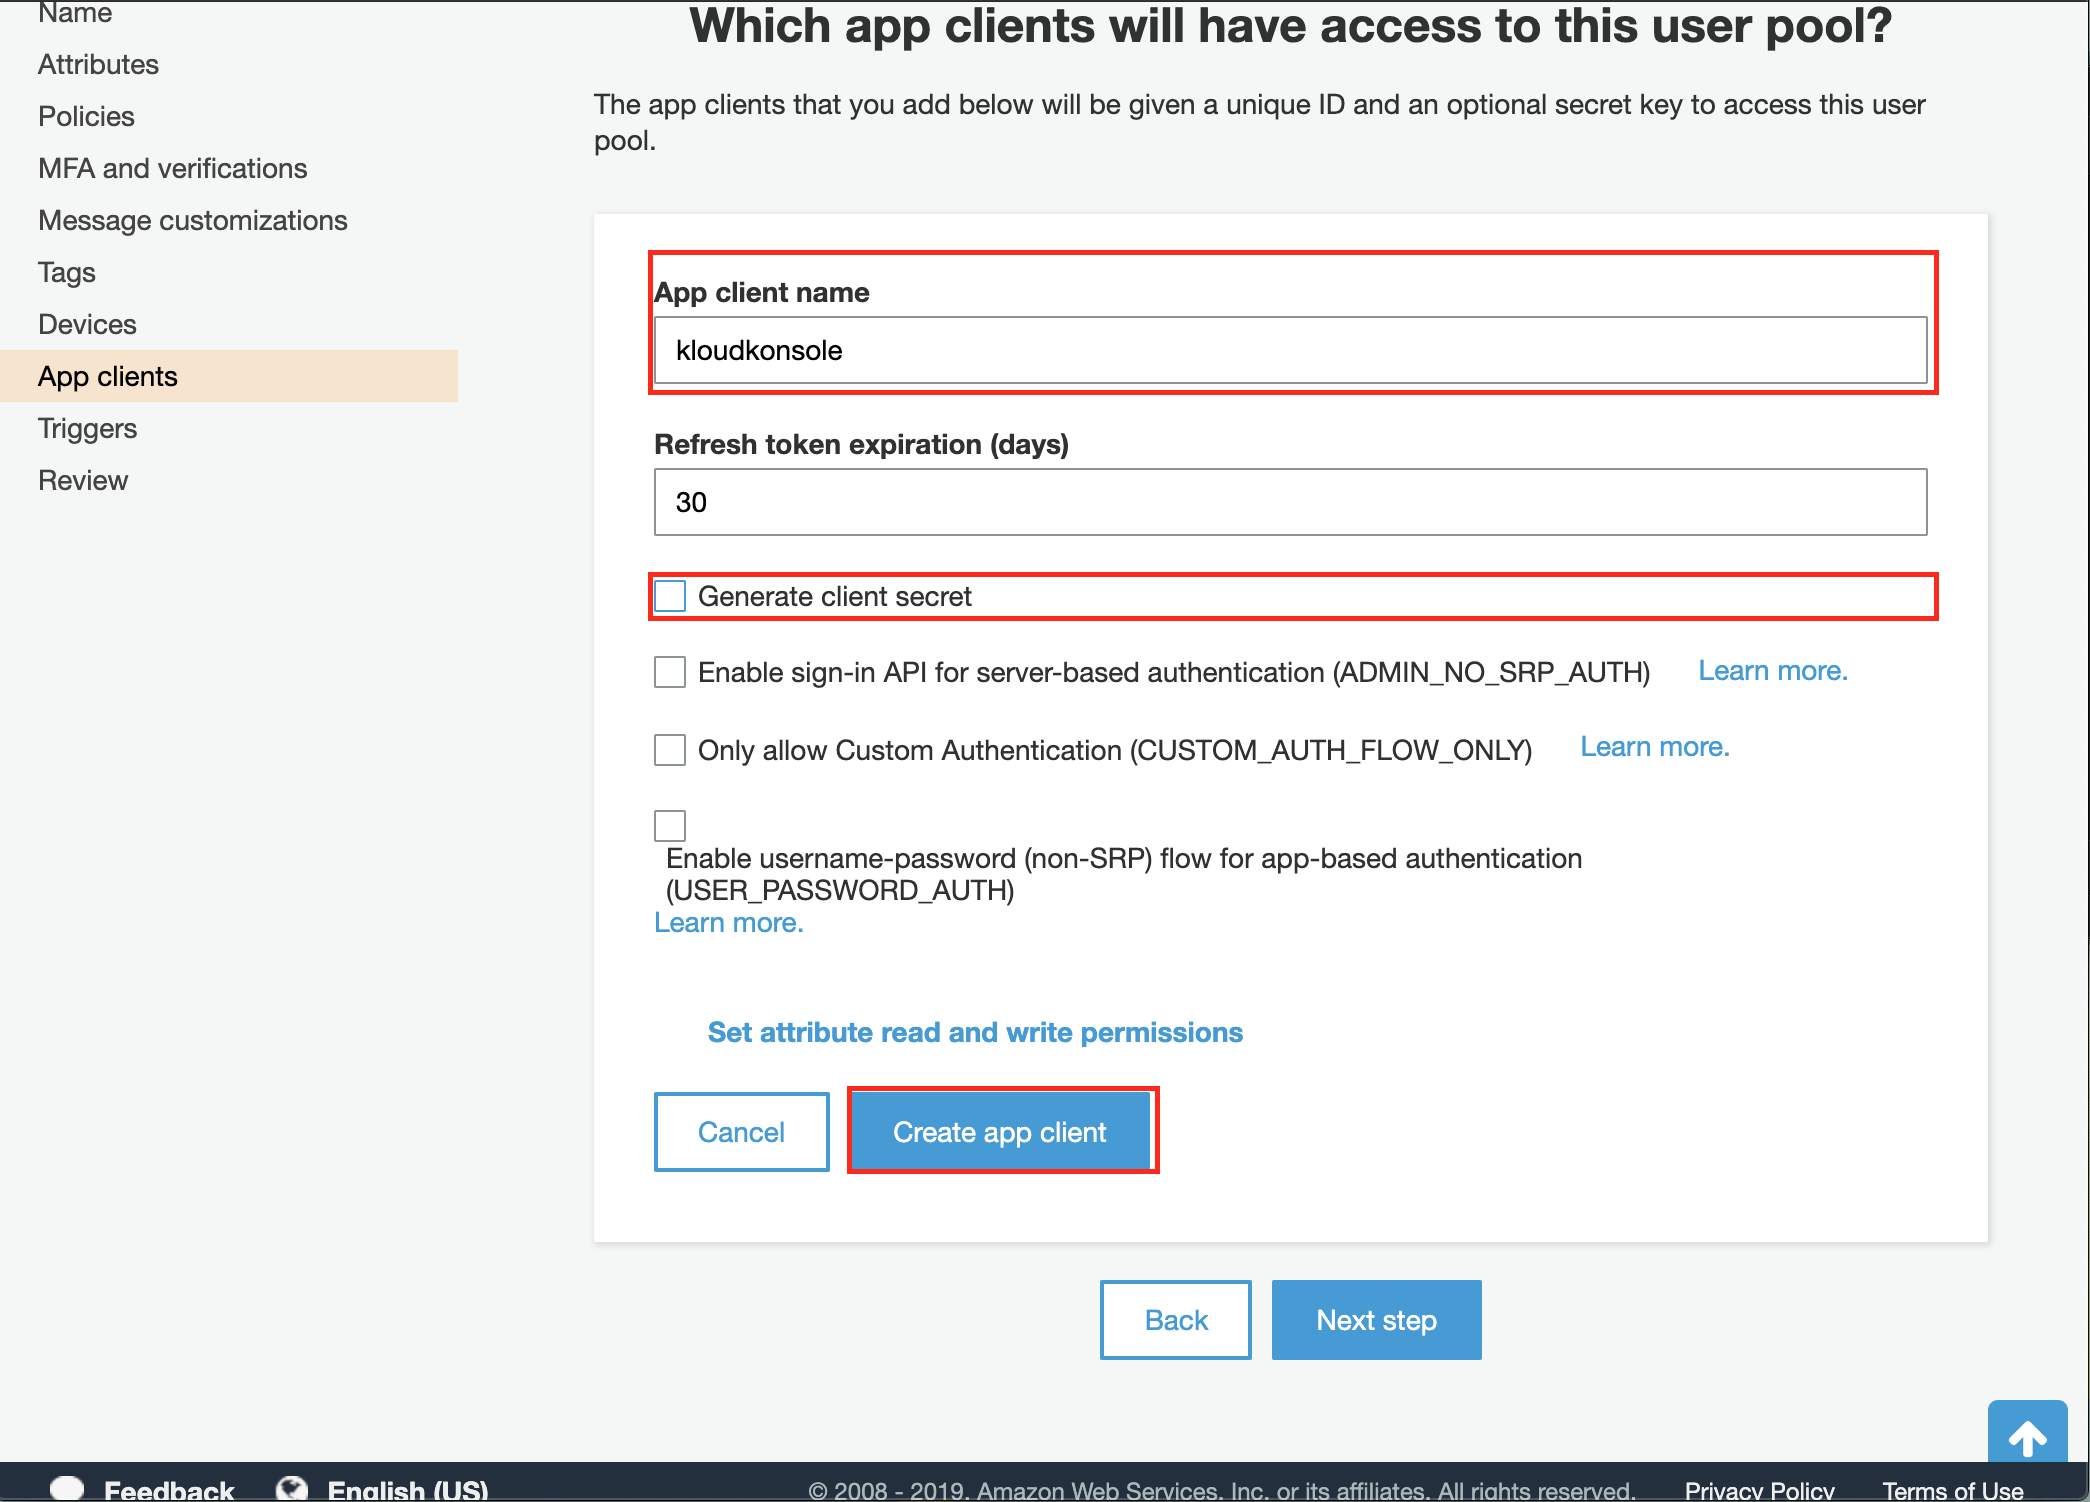 Name
Attributes
Policies
MFA and verifications
Message customizations
Tags
Devices
App clients
Triggers
Review
Which app clients will have access to this user pool?
The app clients that you add below will be given a unique ID and an optional secret key to access this user
pool.
App client name
kloudkonsole
Refresh token expiration (days)
30
Generate client secret
Enable sign-in API for server-based authentication (ADMIN_NO_SRP_AUTH) Learn more.
Only allow Custom Authentication (CUSTOM_AUTH_FLOW_ONLY) Learn more.
Enable username-password (non-SRP) flow for app-based authentication
(USER_PASSWORD_AUTH)
Learn more.
Set attribute read and write permissions
Cancel Create app client
Back Next step
Feedback English (US) © 2008 - 2019, Amazon Web Services, Inc. or its affiliates. All rights reserved. Privacy Policy Terms of Use